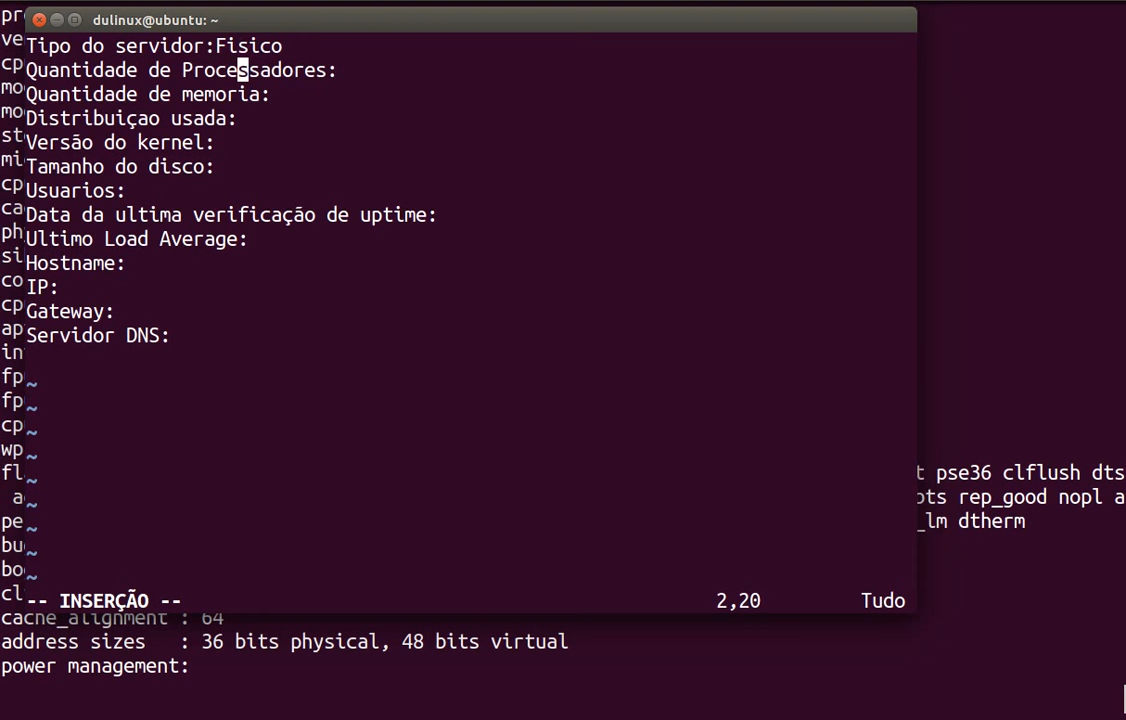 dulinux@ubuntu: ~
Tipo do servidor:Fisico
Quantidade de Processadores:
Quantidade de memoria:
Distribuiçao usada:
Versão do kernel:
Tamanho do disco:
Usuarios:
Data da ultima verificação de uptime:
Ultimo Load Average:
Hostname:
IP:
Gateway:
Servidor DNS:
~
~
~
~
~
~
~
~
~
-- INSERÇÃO -- 2,20 Tudo
pse36 clflush dts
rep_good nopl
_lm dtherm
cache_alignment : 64
address sizes : 36 bits physical, 48 bits virtual
power management: